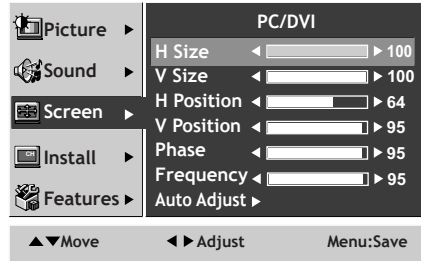 Picture
Sound
Screen
Install
Features
PC/DVI
H Size 100
V Size 100
H Position 64
V Position 95
Phase 95
Frequency 95
Auto Adjust
Move Adjust Menu:Save